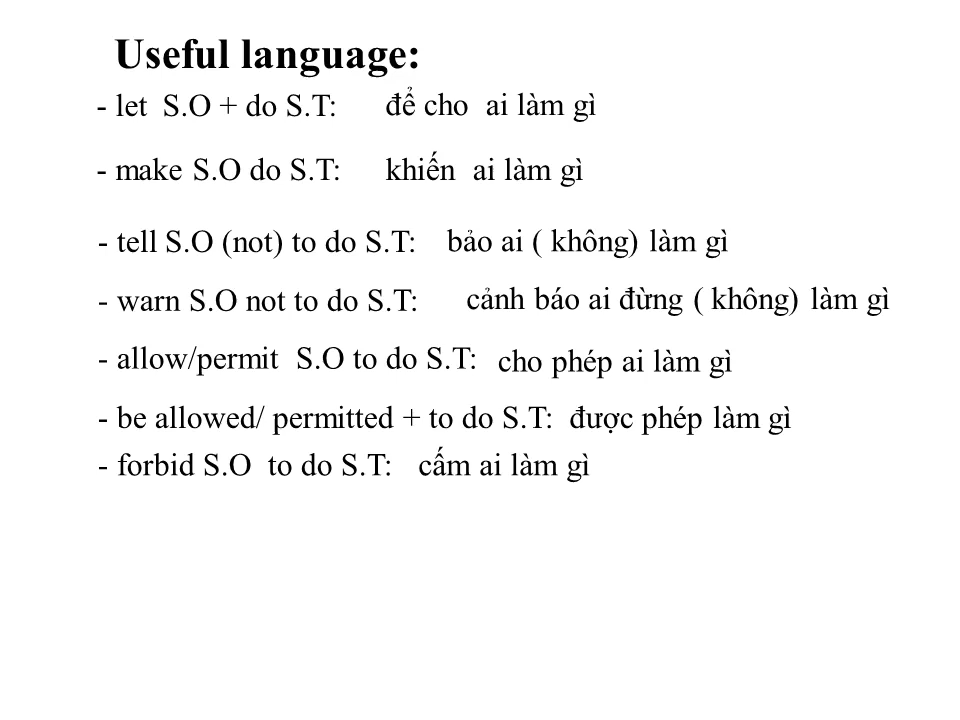 Useful language:
- let S.O + do S.T: để cho ai làm gì
- make S.O do S.T: khiến ai làm gì
- tell S.O (not) to do S.T: bảo ai ( không) làm gì
- warn S.O not to do S.T: cảnh báo ai đừng ( không) làm gì
- allow/permit S.O to do S.T: cho phép ai làm gì
- be allowed/ permitted + to do S.T: được phép làm gì
- forbid S.O to do S.T: cấm ai làm gì